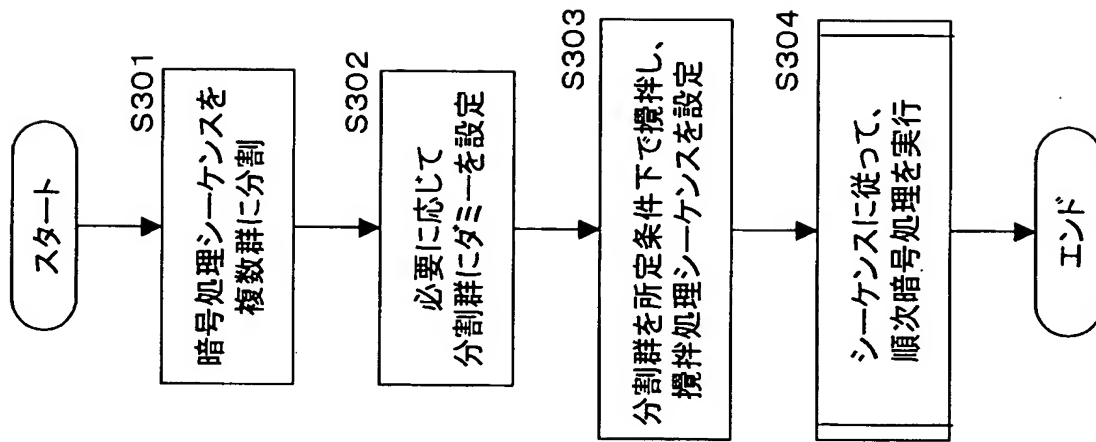 スタート
S301
暗号処理シーケンスを
複数群に分割
S302
必要に応じて
分割群にダミーを設定
S303
分割群を所定条件下で攪拌し、
攪拌処理シーケンスを設定
S304
シーケンスに従って、
順次暗号処理を実行
エンド